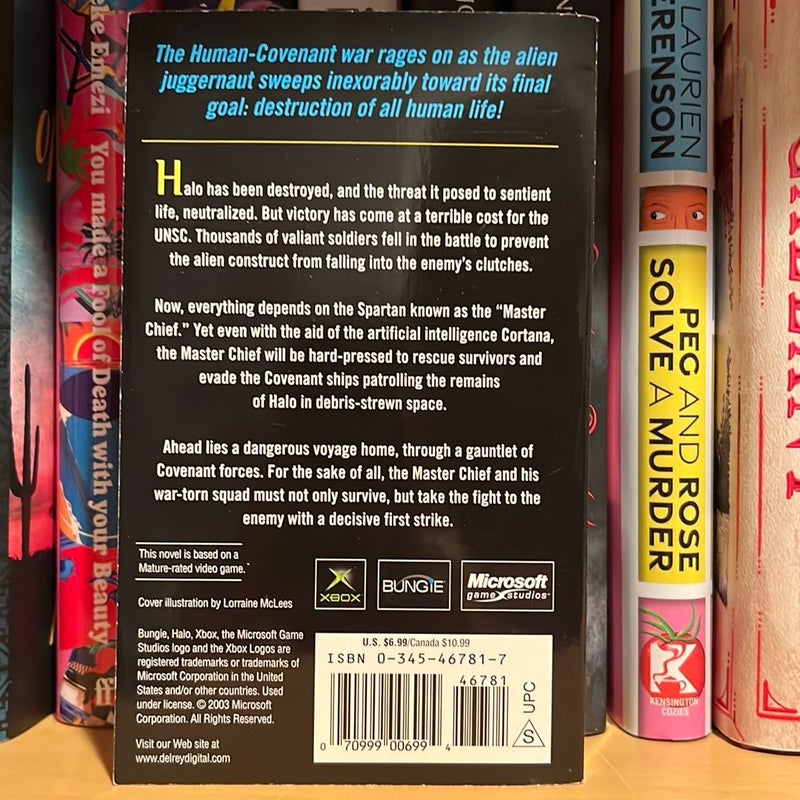 The Human-Covenant war rages on as the alien
juggernaut sweeps inexorably toward its final
goal: destruction of all human life!
Halo has been destroyed, and the threat it posed to sentient
life, neutralized. But victory has come at a terrible cost for the
UNSC. Thousands of valiant soldiers fell in the battle to prevent
the alien construct from falling into the enemy's clutches.
Now, everything depends on the Spartan known as the “Master
Chief.” Yet even with the aid of the artificial intelligence Cortana,
the Master Chief will be hard-pressed to rescue survivors and
evade the Covenant ships patrolling the remains
of Halo in debris-strewn space.
Ahead lies a dangerous voyage home, through a gauntlet of
Covenant forces. For the sake of all, the Master Chief and his
war-torn squad must not only survive, but take the fight to the
enemy with a decisive first strike.
This novel is based on a
Mature-rated video game.
Cover illustration by Lorraine McLees
XBOX
BUNGiE
Microsoft
game studios
Bungie, Halo, Xbox, the Microsoft Game
Studios logo and the Xbox Logos are
registered trademarks or trademarks of
Microsoft Corporation in the United
States and/or other countries. Used
under license. © 2003 Microsoft
Corporation. All Rights Reserved.
Visit our Web site at
www.delreydigital.com
U.S. $6.99/Canada $10.99
ISBN 0-345-46781-7
46781
0 70999 00699 4
S
UPC
Emezi
You made a Fool of Death with your Beauty
LAURIEN
BERENSON
PEG AND ROSE
SOLVE A MURDER
K
KENSINGTON
COZIES